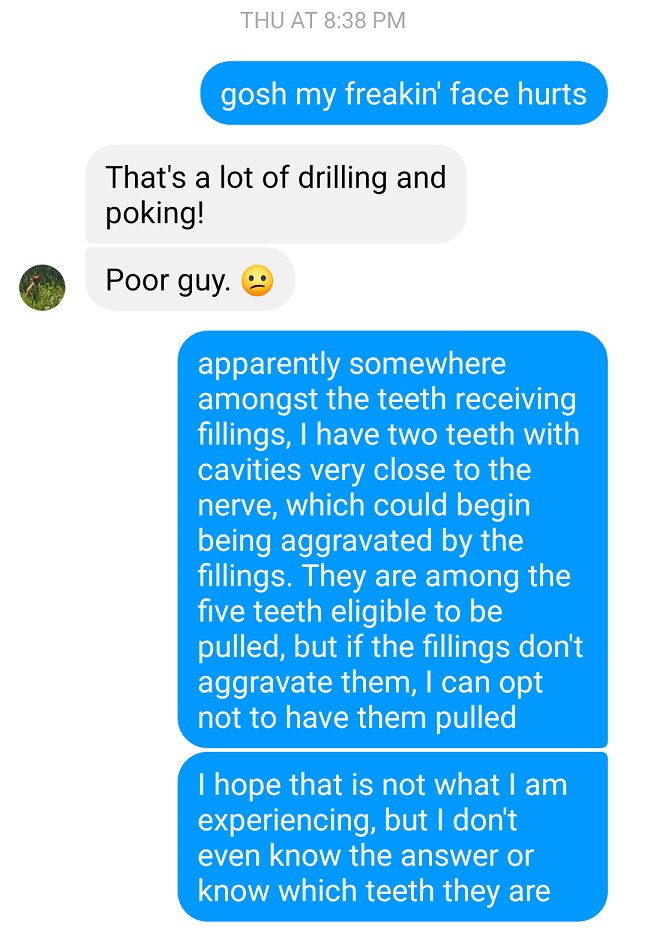 THU AT 8:38 PM
gosh my freakin' face hurts
That's a lot of drilling and
poking!
Poor guy. 😕
apparently somewhere
amongst the teeth receiving
fillings, I have two teeth with
cavities very close to the
nerve, which could begin
being aggravated by the
fillings. They are among the
five teeth eligible to be
pulled, but if the fillings don't
aggravate them, I can opt
not to have them pulled
I hope that is not what I am
experiencing, but I don't
even know the answer or
know which teeth they are